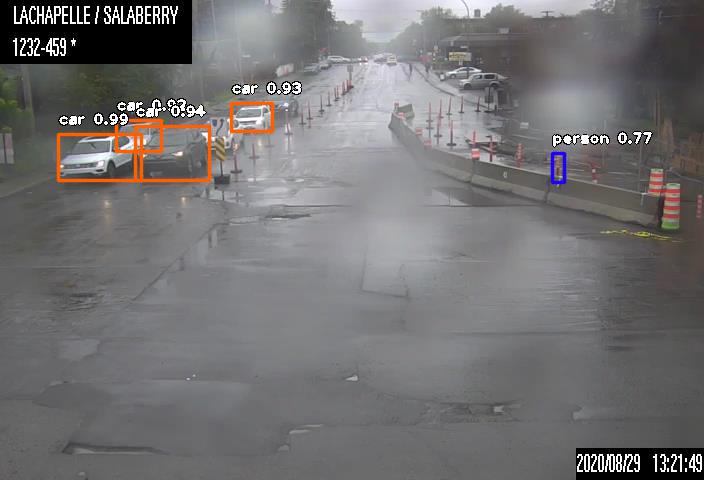 LACHAPELLE / SALABERRY
1232-459 *
car 0.93
car 0.94
car 0.99
person 0.77
2020/08/29 13:21:49